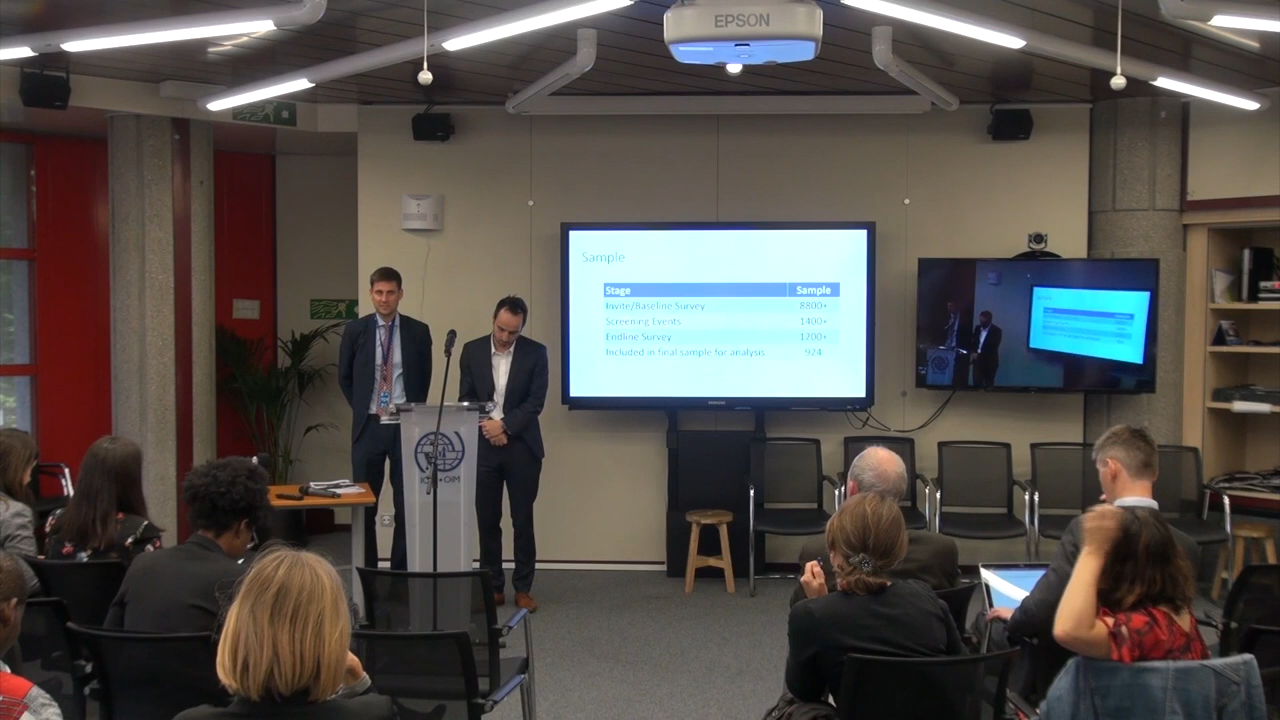 EPSON
Sample
Stage Sample
Invite/Baseline Survey 8800+
Screening Events 1400+
Endline Survey 1200+
Included in final sample for analysis 924
OIM